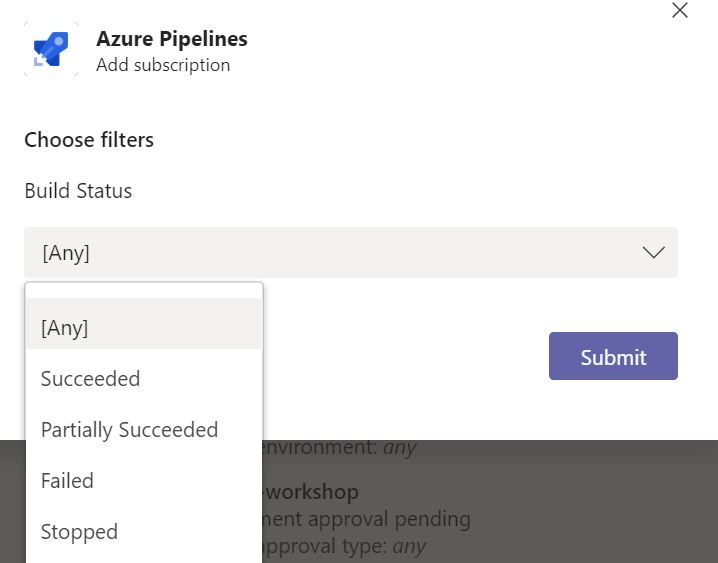 Azure Pipelines
Add subscription
Choose filters
Build Status
[Any]
[Any]
Succeeded
Partially Succeeded
Failed
Stopped
Submit
environment: any
-workshop
ment approval pending
approval type: any